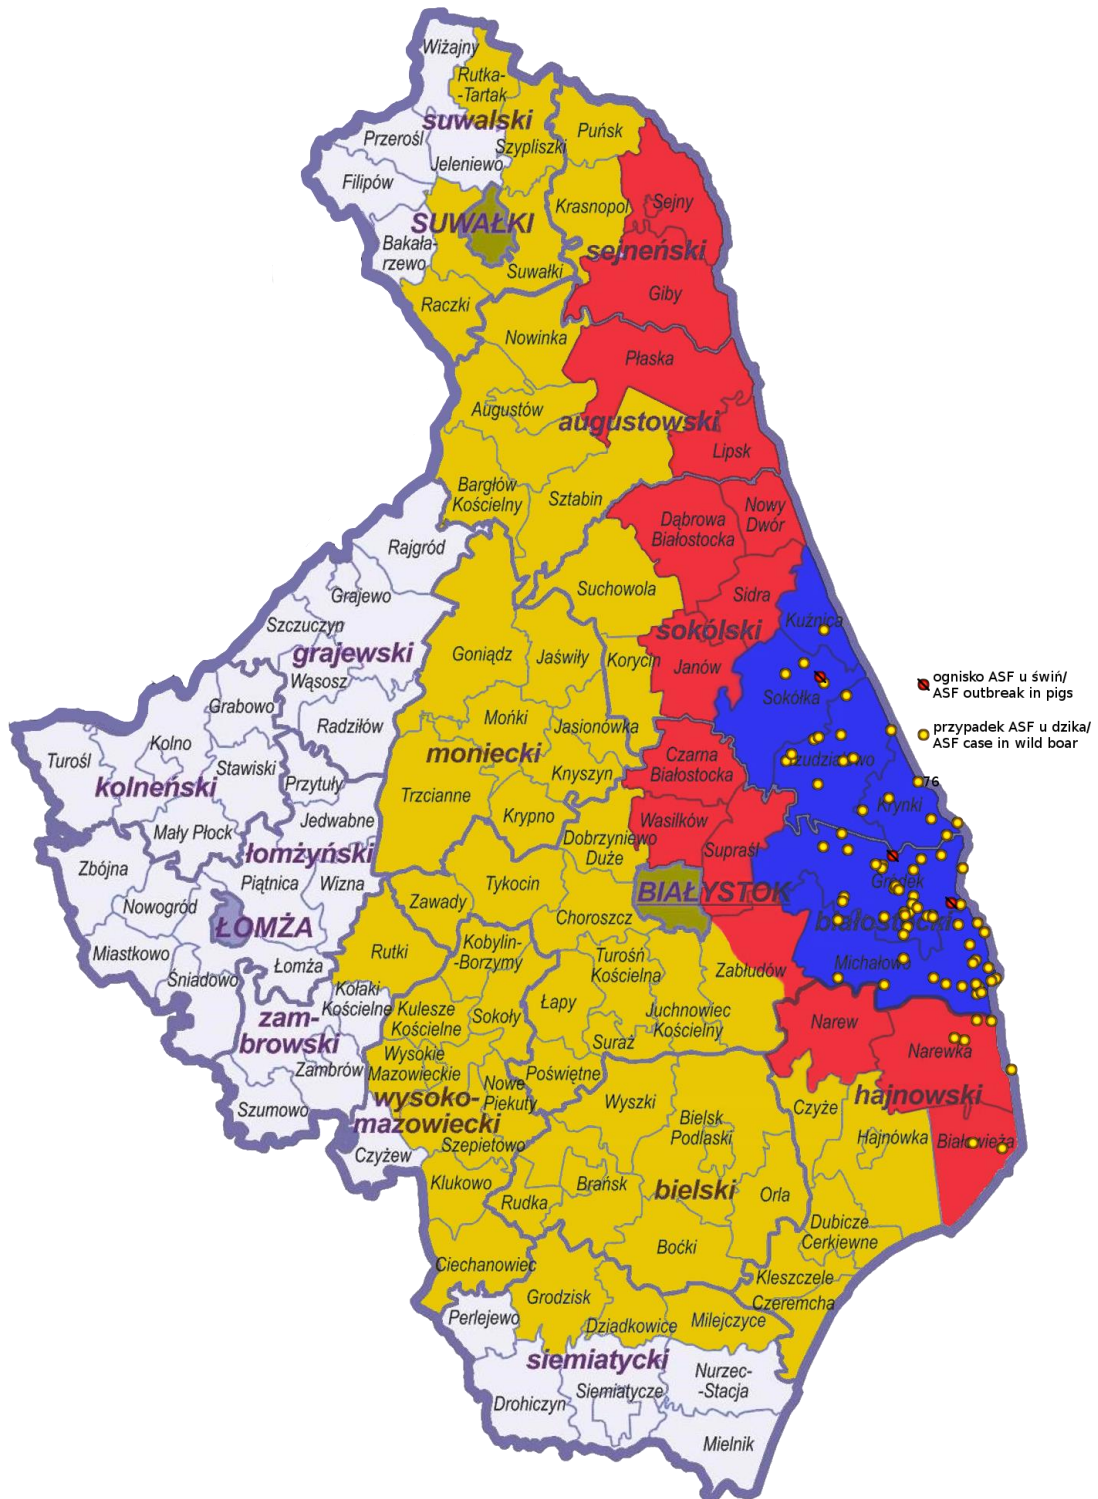 Wiżajny
Rutka-
-Tartak
suwalski
Puńsk
Przerośl
Szypliszki
Jeleniewo
Filipów
Krasnopol
Sejny
SUWAŁKI
Bakała-
rzewo
sejneński
Suwałki
Giby
Raczki
Nowinka
Płaska
Augustów
augustowski
Lipsk
Bargłów
Kościelny
Sztabin
Nowy
Dwór
Dąbrowa
Białostocka
Rajgród
Suchowola
Sidra
Grajewo
Szczuczyn
Kuźnica
sokólski
grajewski
Goniądz
Jaświły
Korycin
Janów
Wąsosz
ognisko ASF u świń/
ASF outbreak in pigs
Sokółka
Grabowo
Radziłów
Mońki
Jasionówka
przypadek ASF u dzika/
ASF case in wild boar
Kolno
Turośl
Stawiski
moniecki
Czarna
Białostocka
Knyszyn
kolneński
Przytuły
Trzcianne
76
Krynki
Jedwabne
Krypno
Mały Płock
Wasilków
Dobrzyniewo
Duże
Supraśl
łomżyński
Zbójna
Piątnica
Wizna
Tykocin
Gródek
Nowogród
Zawady
BIAŁYSTOK
ŁOMŻA
Choroszcz
białostocki
Miastkowo
Rutki
Kobylin-
-Borzymy
Turośń
Kościelna
Michałowo
Zabłudów
Śniadowo
Łomża
Kołaki
Kościelne
Kulesze
Kościelne
Sokoły
Łapy
Juchnowiec
Kościelny
Narew
zam-
browski
Suraż
Narewka
Wysokie
Mazowieckie
Zambrów
Nowe
Piekuty
Poświętne
wysoko-
mazowiecki
Szumowo
Wyszki
Bielsk
Podlaski
Czyże
hajnowski
Hajnówka
Białowieża
Szepietowo
Czyżew
Klukowo
Rudka
Brańsk
bielski
Orla
Dubicze
Cerkiewne
Boćki
Ciechanowiec
Kleszczele
Czeremcha
Grodzisk
Perlejewo
Dziadkowice
Milejczyce
siemiatycki
Nurzec-
-Stacja
Drohiczyn
Siemiatycze
Mielnik